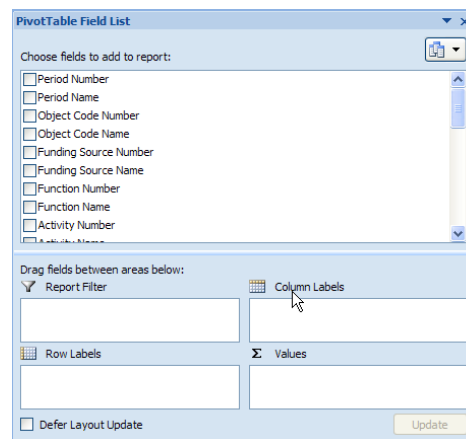 PivotTable Field List
Choose fields to add to report:
Period Number
Period Name
Object Code Number
Object Code Name
Funding Source Number
Funding Source Name
Function Number
Function Name
Activity Number
Activity Name
Drag fields between areas below:
Report Filter
Column Labels
Row Labels
Σ Values
Defer Layout Update
Update